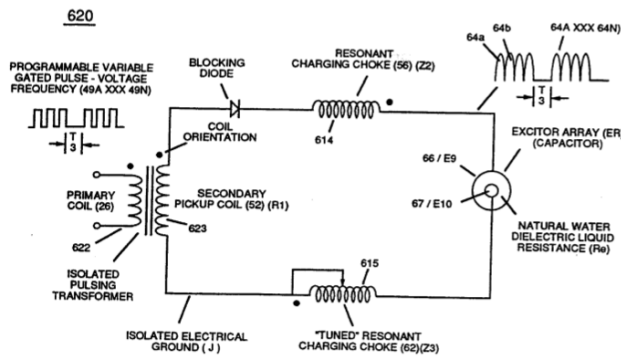 620
PROGRAMMABLE VARIABLE
GATED PULSE - VOLTAGE
FREQUENCY (49A XXX 49N)
T
3
BLOCKING
DIODE
RESONANT
CHARGING CHOKE (56) (Z2)
614
64a
64b
64A XXX 64N)
T
3
COIL
ORIENTATION
EXCITOR ARRAY (ER
(CAPACITOR)
66 / E9
67 / E10
PRIMARY
COIL (26)
622
SECONDARY
PICKUP COIL (52) (R1)
623
NATURAL WATER
DIELECTRIC LIQUID
RESISTANCE (Re)
ISOLATED
PULSING
TRANSFORMER
615
ISOLATED ELECTRICAL
GROUND ( J )
"TUNED" RESONANT
CHARGING CHOKE (62)(Z3)